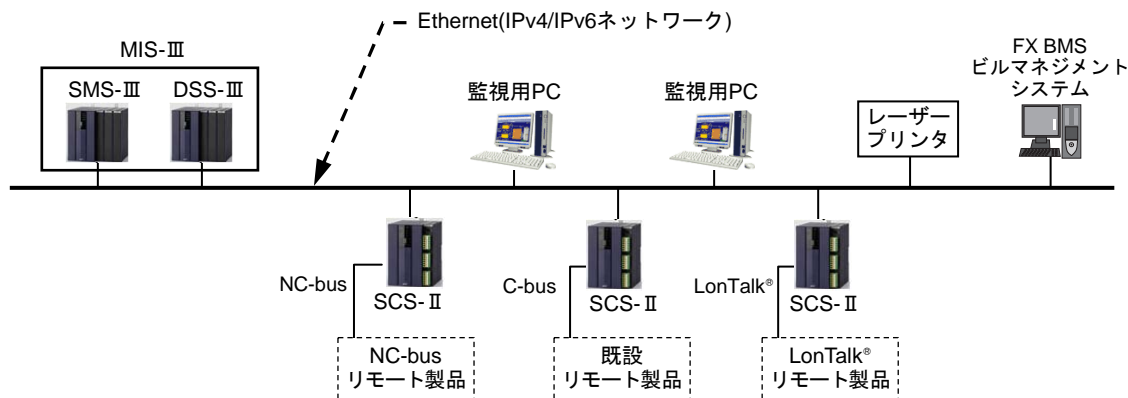 Ethernet(IPv4/IPv6ネットワーク)
MIS-Ⅲ
SMS-Ⅲ
DSS-Ⅲ
監視用PC
監視用PC
レーザー
プリンタ
FX BMS
ビルマネジメント
システム
NC-bus
SCS-Ⅱ
C-bus
SCS-Ⅱ
LonTalk®
SCS-Ⅱ
NC-bus
リモート製品
既設
リモート製品
LonTalk®
リモート製品